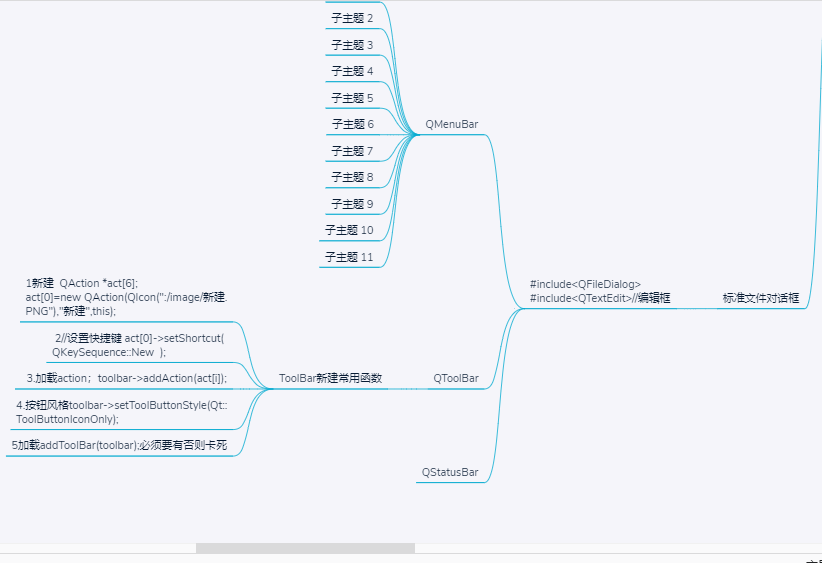 子主题 2
子主题 3
子主题 4
子主题 5
子主题 6
子主题 7
子主题 8
子主题 9
子主题 10
子主题 11
QMenuBar
#include<QFileDialog>
#include<QTextEdit>//编辑框
标准文件对话框
1新建  QAction *act[6];
act[0]=new QAction(QIcon(":/image/新建.
PNG"),"新建",this);
2//设置快捷键 act[0]->setShortcut(
QKeySequence::New  );
3.加载action；toolbar->addAction(act[i]);
4.按钮风格toolbar->setToolButtonStyle(Qt::
ToolButtonIconOnly);
5加载addToolBar(toolbar);必须要有否则卡死
ToolBar新建常用函数
QToolBar
QStatusBar